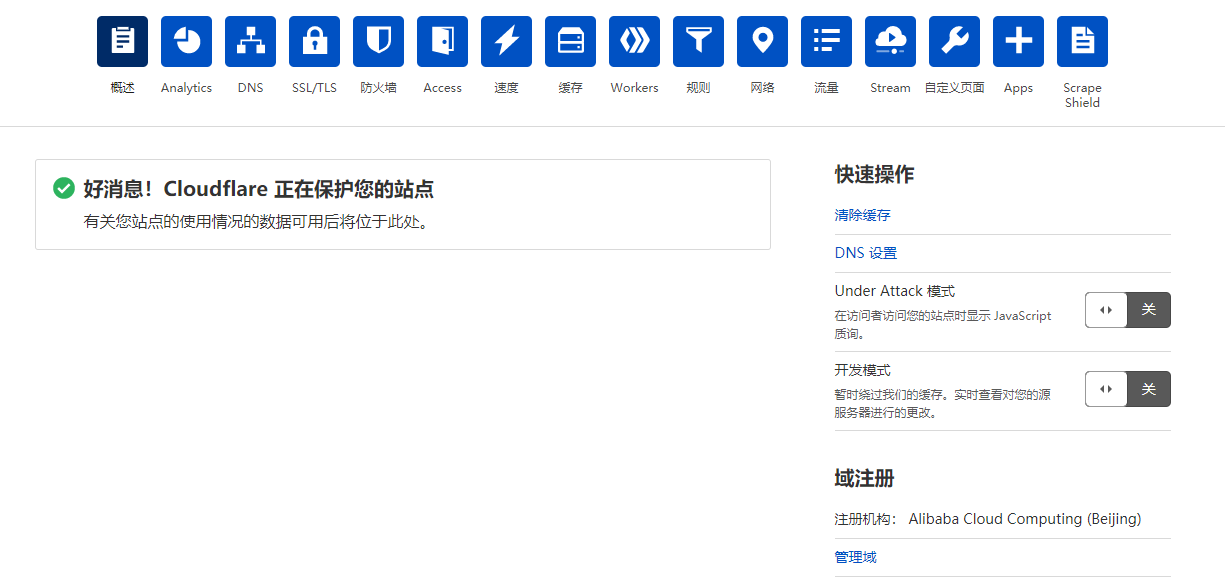 概述 Analytics DNS SSL/TLS 防火墙 Access 速度 缓存 Workers 规则 网络 流量 Stream 自定义页面 Apps Scrape
Shield
好消息！Cloudflare 正在保护您的站点
有关您站点的使用情况的数据可用后将位于此处。
快速操作
清除缓存
DNS 设置
Under Attack 模式
在访问者访问您的站点时显示 JavaScript
质询。
关
开发模式
暂时绕过我们的缓存。实时查看对您的源
服务器进行的更改。
关
域注册
注册机构： Alibaba Cloud Computing (Beijing)
管理域